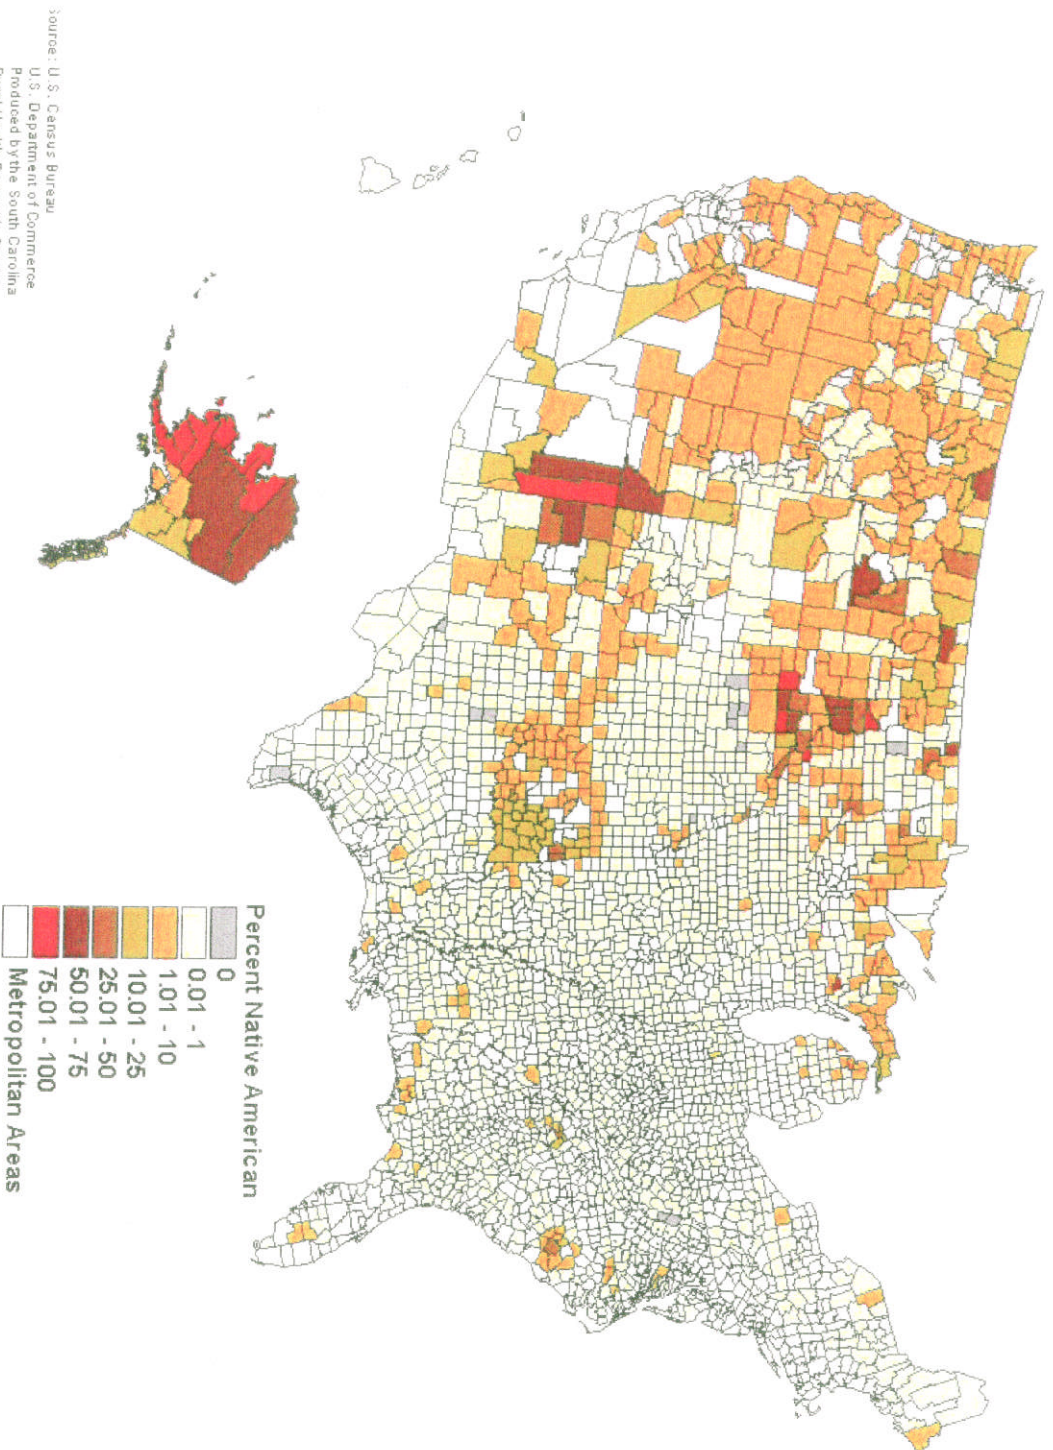 Percent Native American
0
0.01 - 1
1.01 - 10
10.01 - 25
25.01 - 50
50.01 - 75
75.01 - 100
Metropolitan Areas
Source: U.S. Census Bureau
U.S. Department of Commerce
Produced by the South Carolina